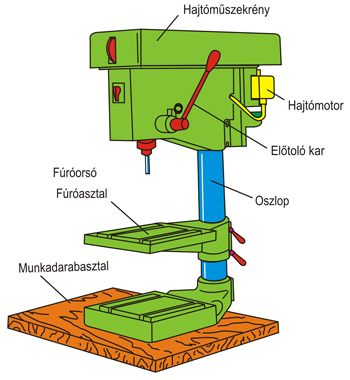 Hajtóműszekrény
Hajtómotor
Előtoló kar
Fúróorsó
Fúróasztal
Oszlop
Munkadarabasztal